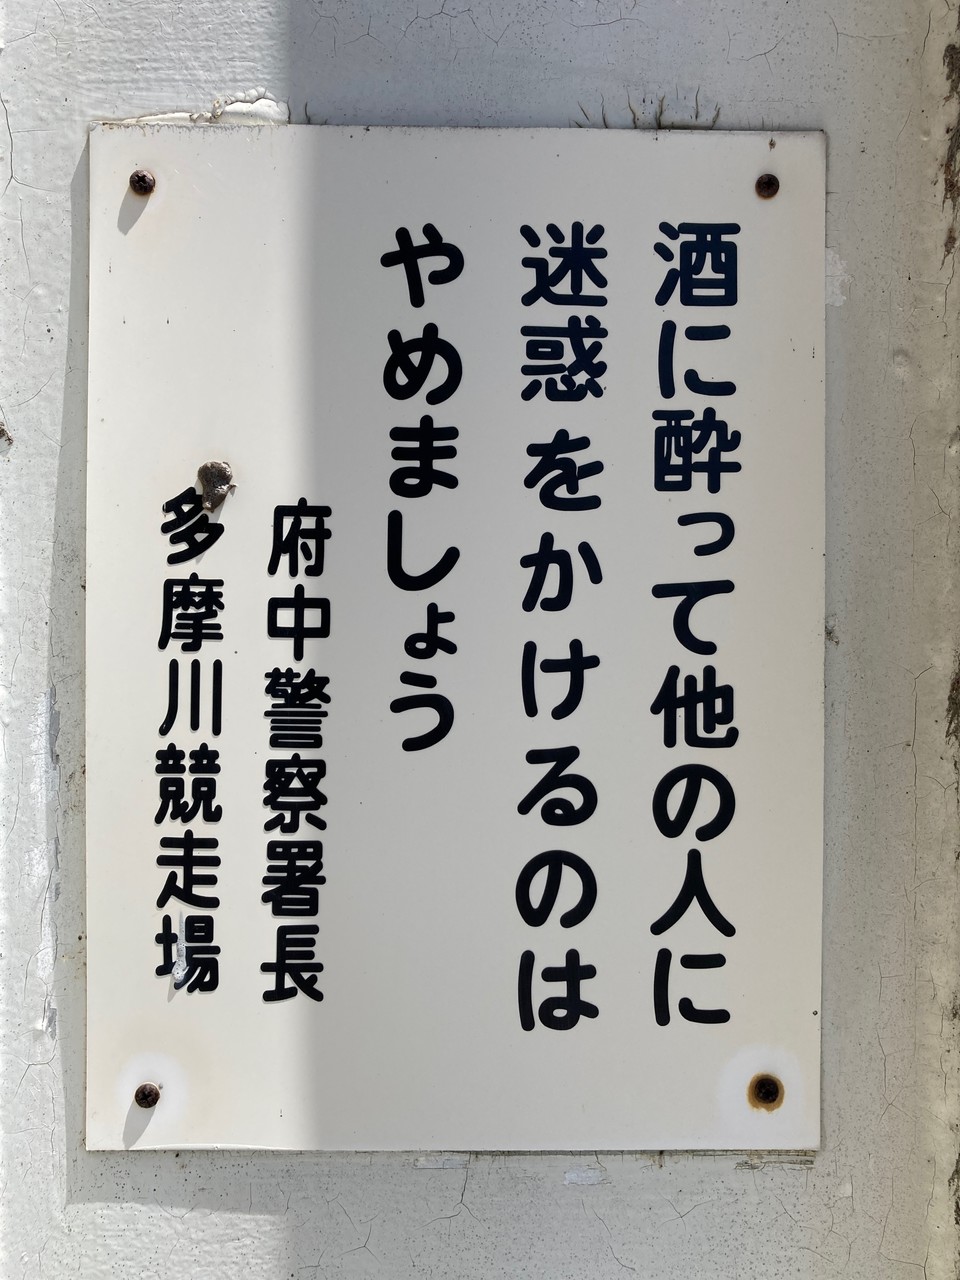 酒に酔って他の人に
迷惑をかけるのは
やめましょう
府中警察署長
多摩川競走場